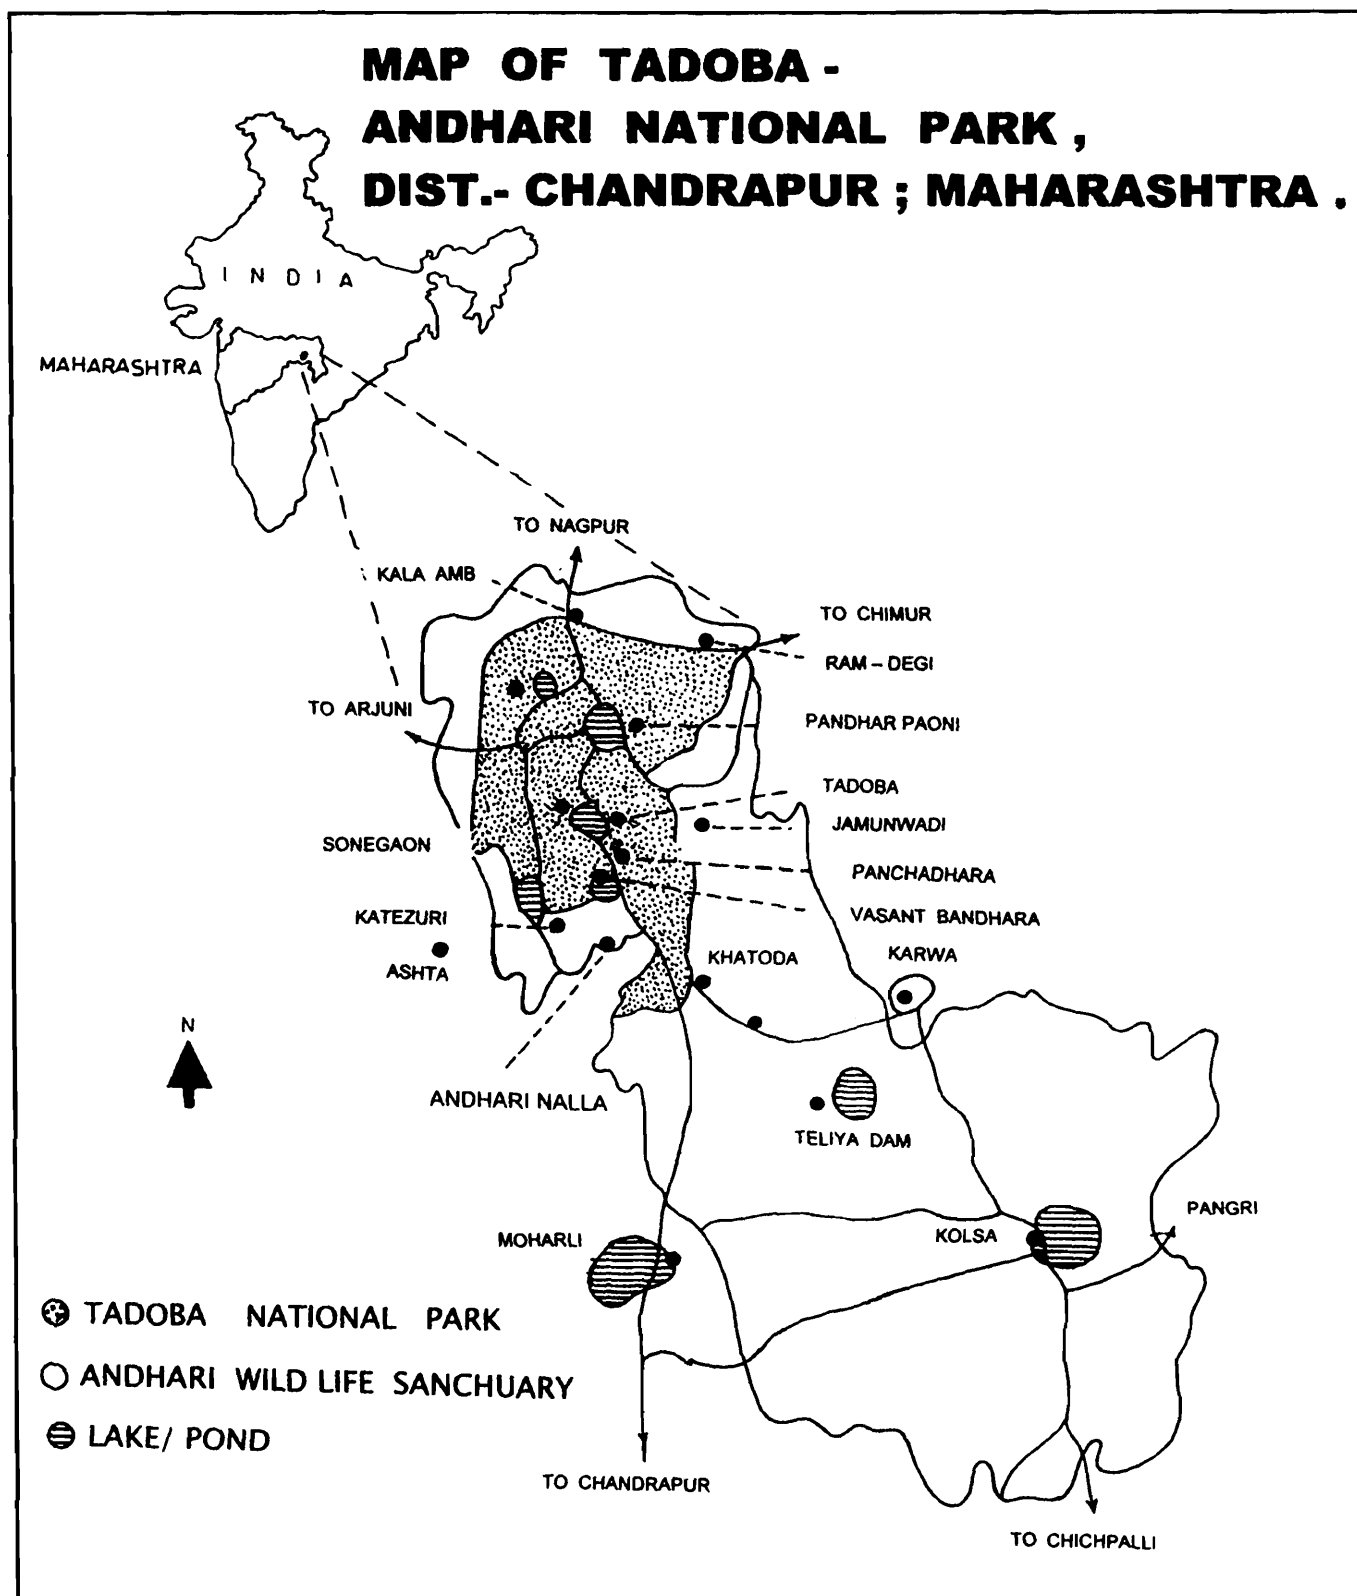 MAP OF TADOBA -
ANDHARI NATIONAL PARK ,
DIST.- CHANDRAPUR ; MAHARASHTRA .
INDIA
MAHARASHTRA
TO NAGPUR
KALA AMB
TO CHIMUR
RAM – DEGI
TO ARJUNI
PANDHAR PAONI
TADOBA
JAMUNWADI
SONEGAON
PANCHADHARA
KATEZURI
VASANT BANDHARA
ASHTA
KHATODA
KARWA
N
ANDHARI NALLA
TELIYA DAM
PANGRI
MOHARLI
KOLSA
TADOBA NATIONAL PARK
ANDHARI WILD LIFE SANCHUARY
LAKE/ POND
TO CHANDRAPUR
TO CHICHPALLI